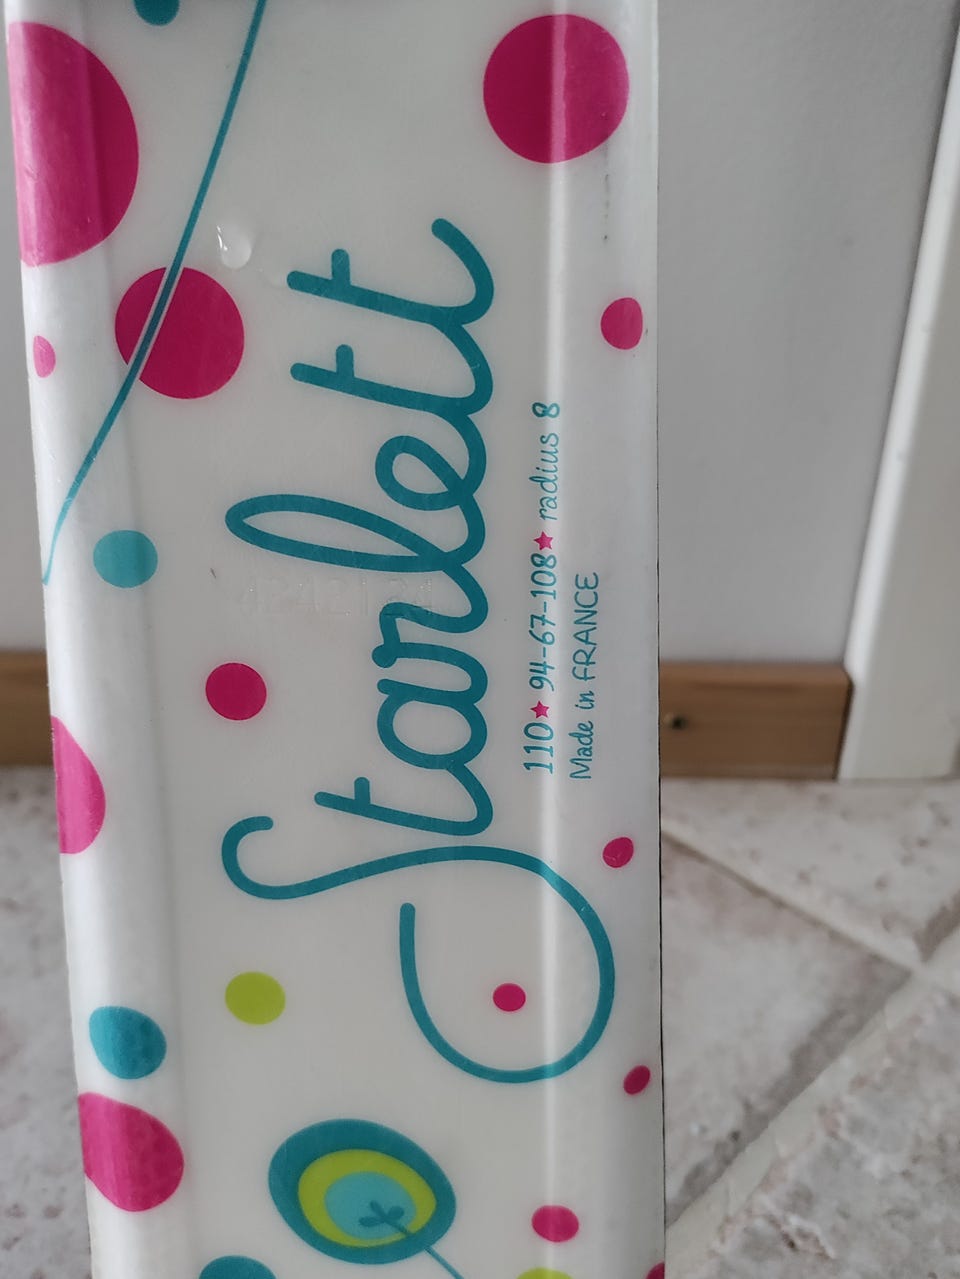 Starlett
110★ 94-67-108★ radius 8
Made in FRANCE